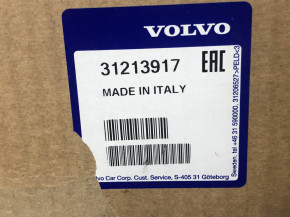 VOLVO
31213917
EAC
MADE IN ITALY
lvo Car Corp. Cust. Service, S-405 31 Göteborg
Sweden, tel +46 31 590000, 31206527 >PELD<3